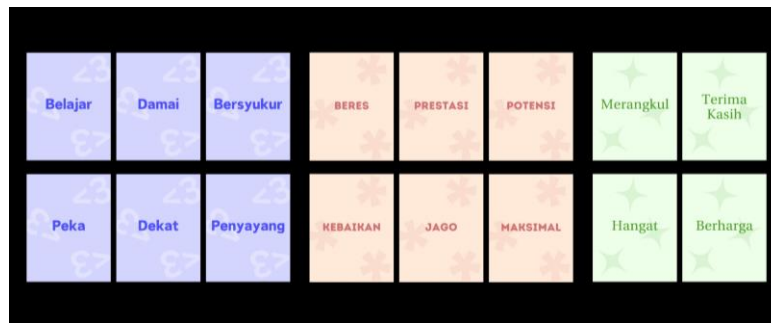 Belajar
Damai
Bersyukur
BERES
PRESTASI
POTENSI
Merangkul
Terima
Kasih
Peka
Dekat
Penyayang
KEBAIKAN
JAGO
MAKSIMAL
Hangat
Berharga